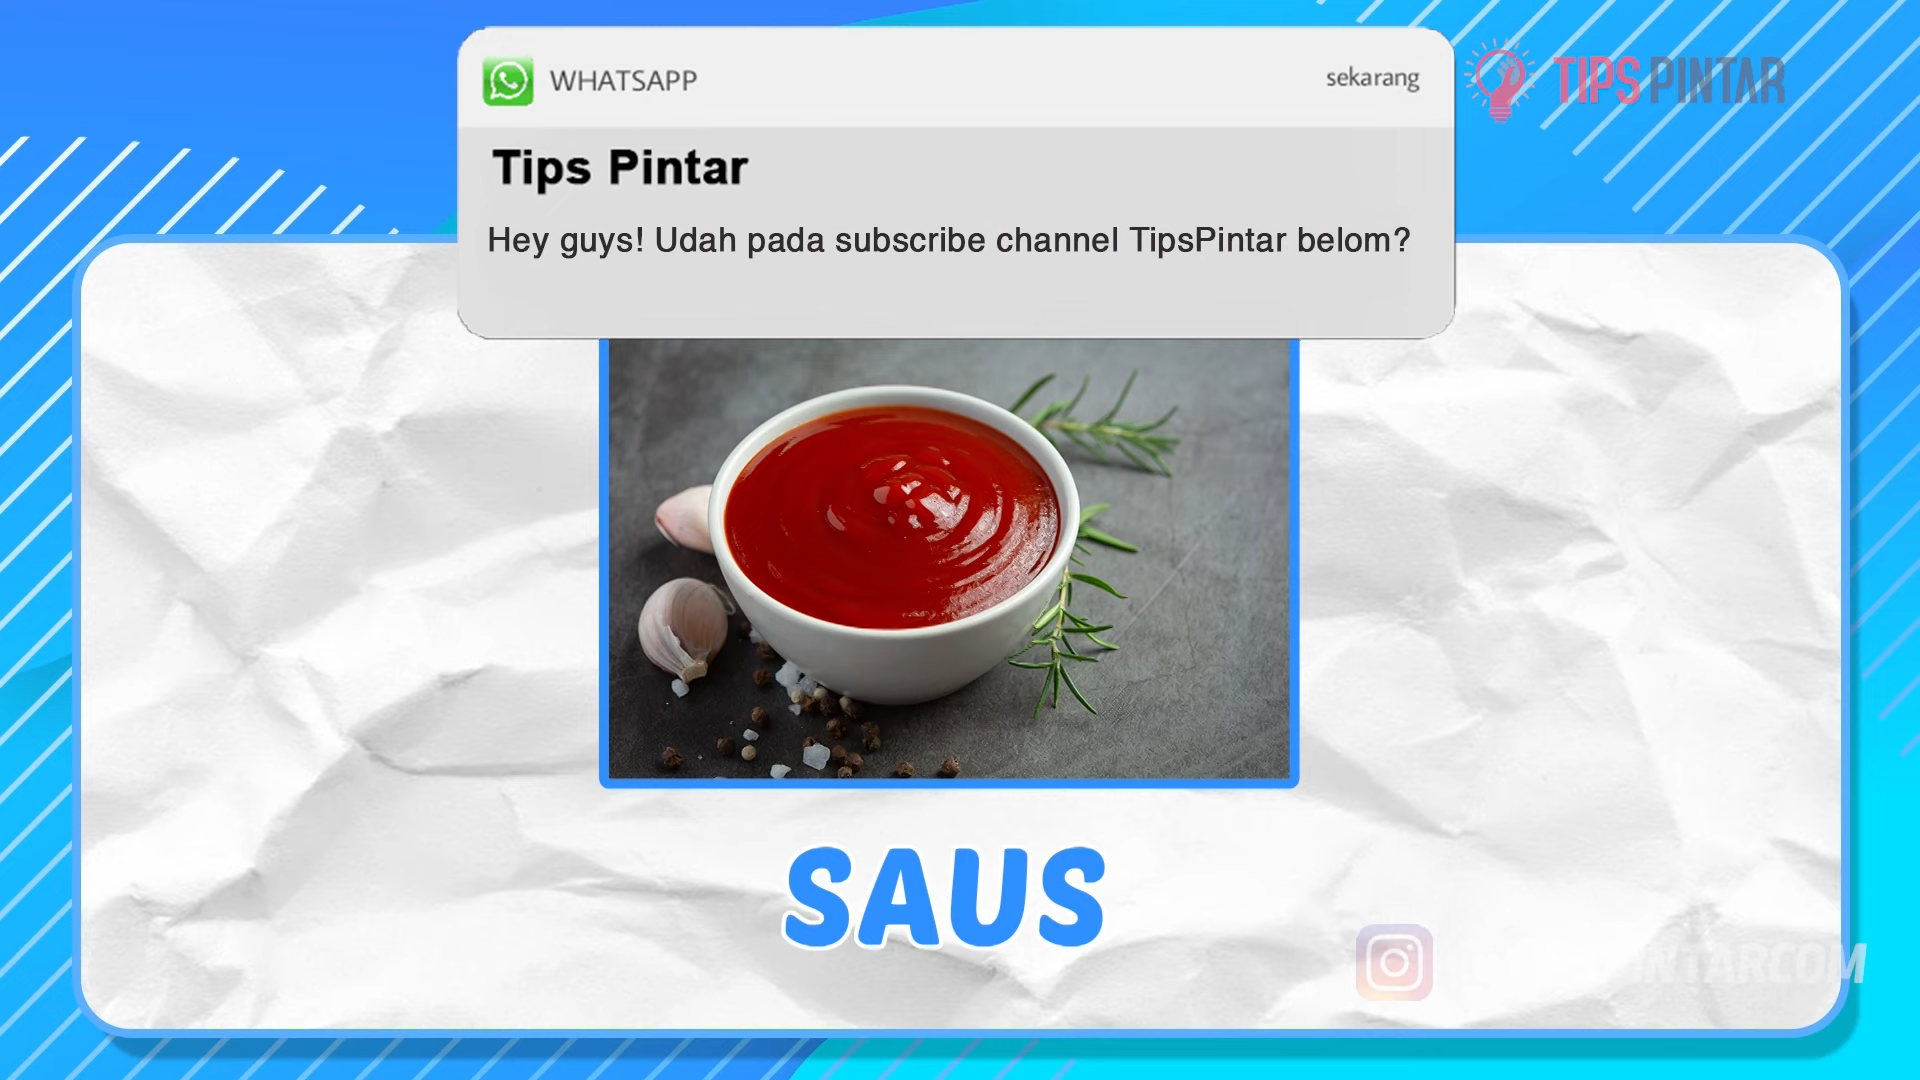 WHATSAPP
sekarang
TIPS PINTAR
Tips Pintar
Hey guys! Udah pada subscribe channel TipsPintar belom?
SAUS